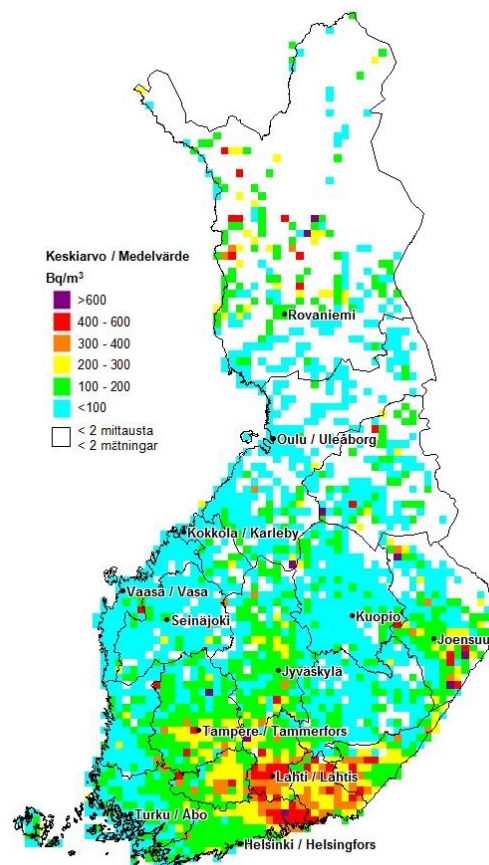 Keskiarvo / Medelvärde
Bq/m³
>600
400 - 600
300 - 400
200 - 300
100 - 200
<100
< 2 mittausta
< 2 mätningar
Rovaniemi
Oulu / Uleåborg
Kokkola / Karleby
Vaasa / Vasa
Seinäjoki
Kuopio
Joensuu
Jyväskylä
Tampere / Tammerfors
Lahti / Lahtis
Turku / Åbo
Helsinki / Helsingfors